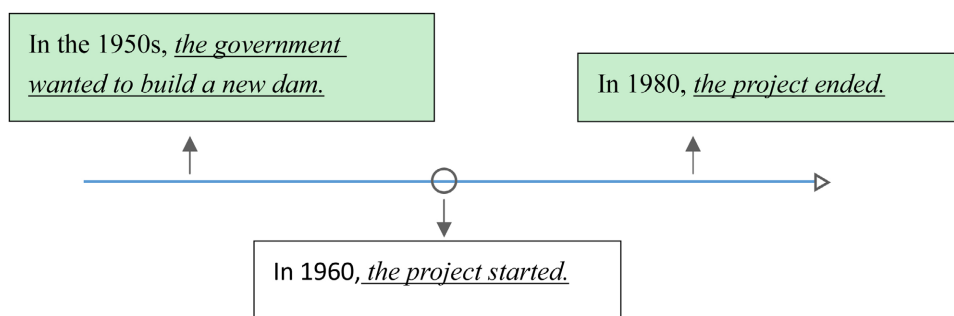 In the 1950s, the government
wanted to build a new dam.
In 1980, the project ended.
In 1960, the project started.